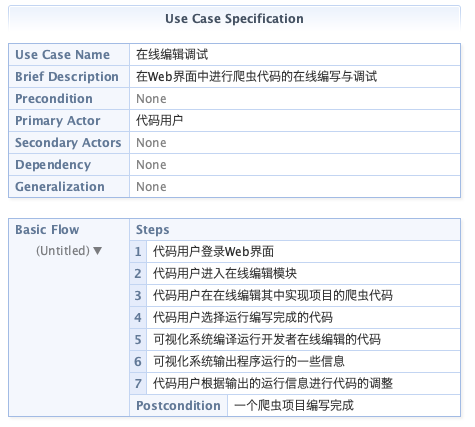 Use Case Specification
Use Case Name 在线编辑调试
Brief Description 在Web界面中进行爬虫代码的在线编写与调试
Precondition None
Primary Actor 代码用户
Secondary Actors None
Dependency None
Generalization None
Basic Flow Steps
(Untitled) ▼ 1 代码用户登录Web界面
2 代码用户进入在线编辑模块
3 代码用户在在线编辑其中实现项目的爬虫代码
4 代码用户选择运行编写完成的代码
5 可视化系统编译运行开发者在线编辑的代码
6 可视化系统输出程序运行的一些信息
7 代码用户根据输出的运行信息进行代码的调整
Postcondition 一个爬虫项目编写完成